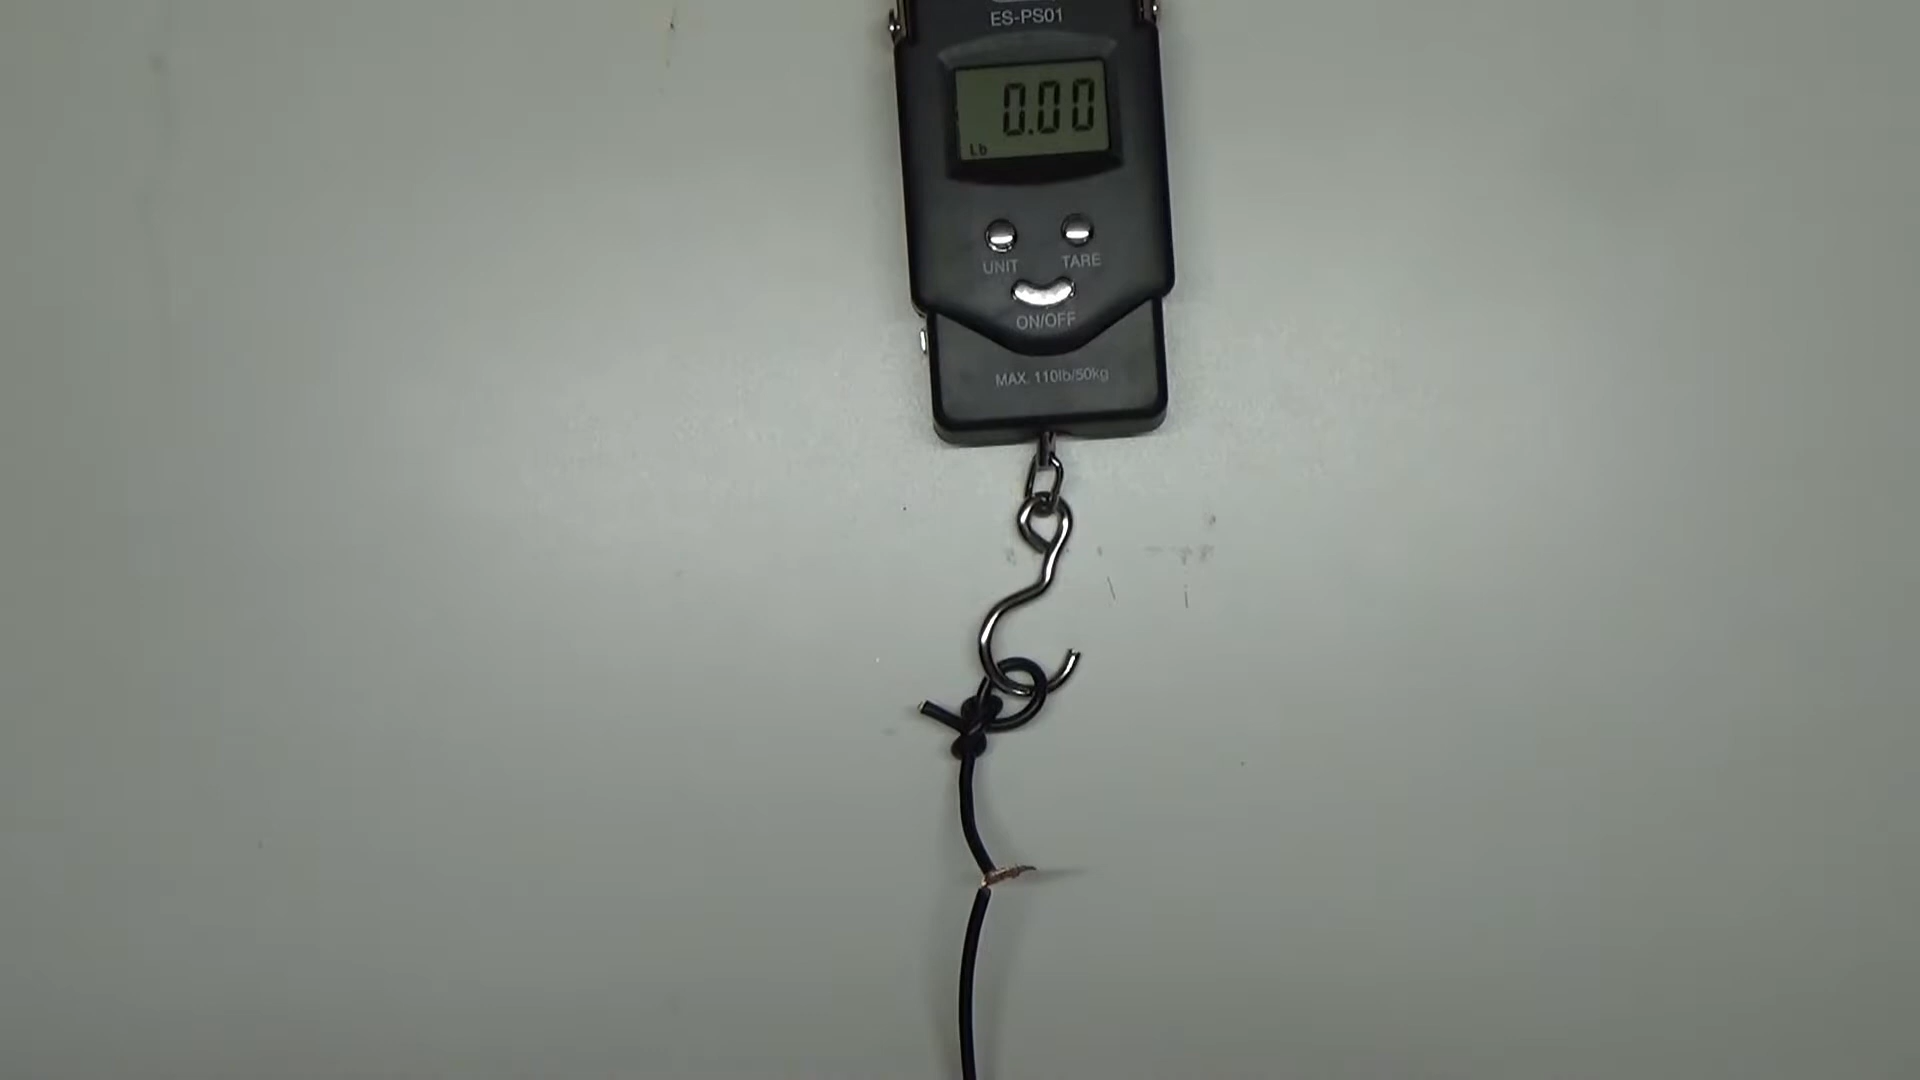 ES-PS01
0.00
Lb
UNIT TARE
ON/OFF
MAX. 110lb/50kg